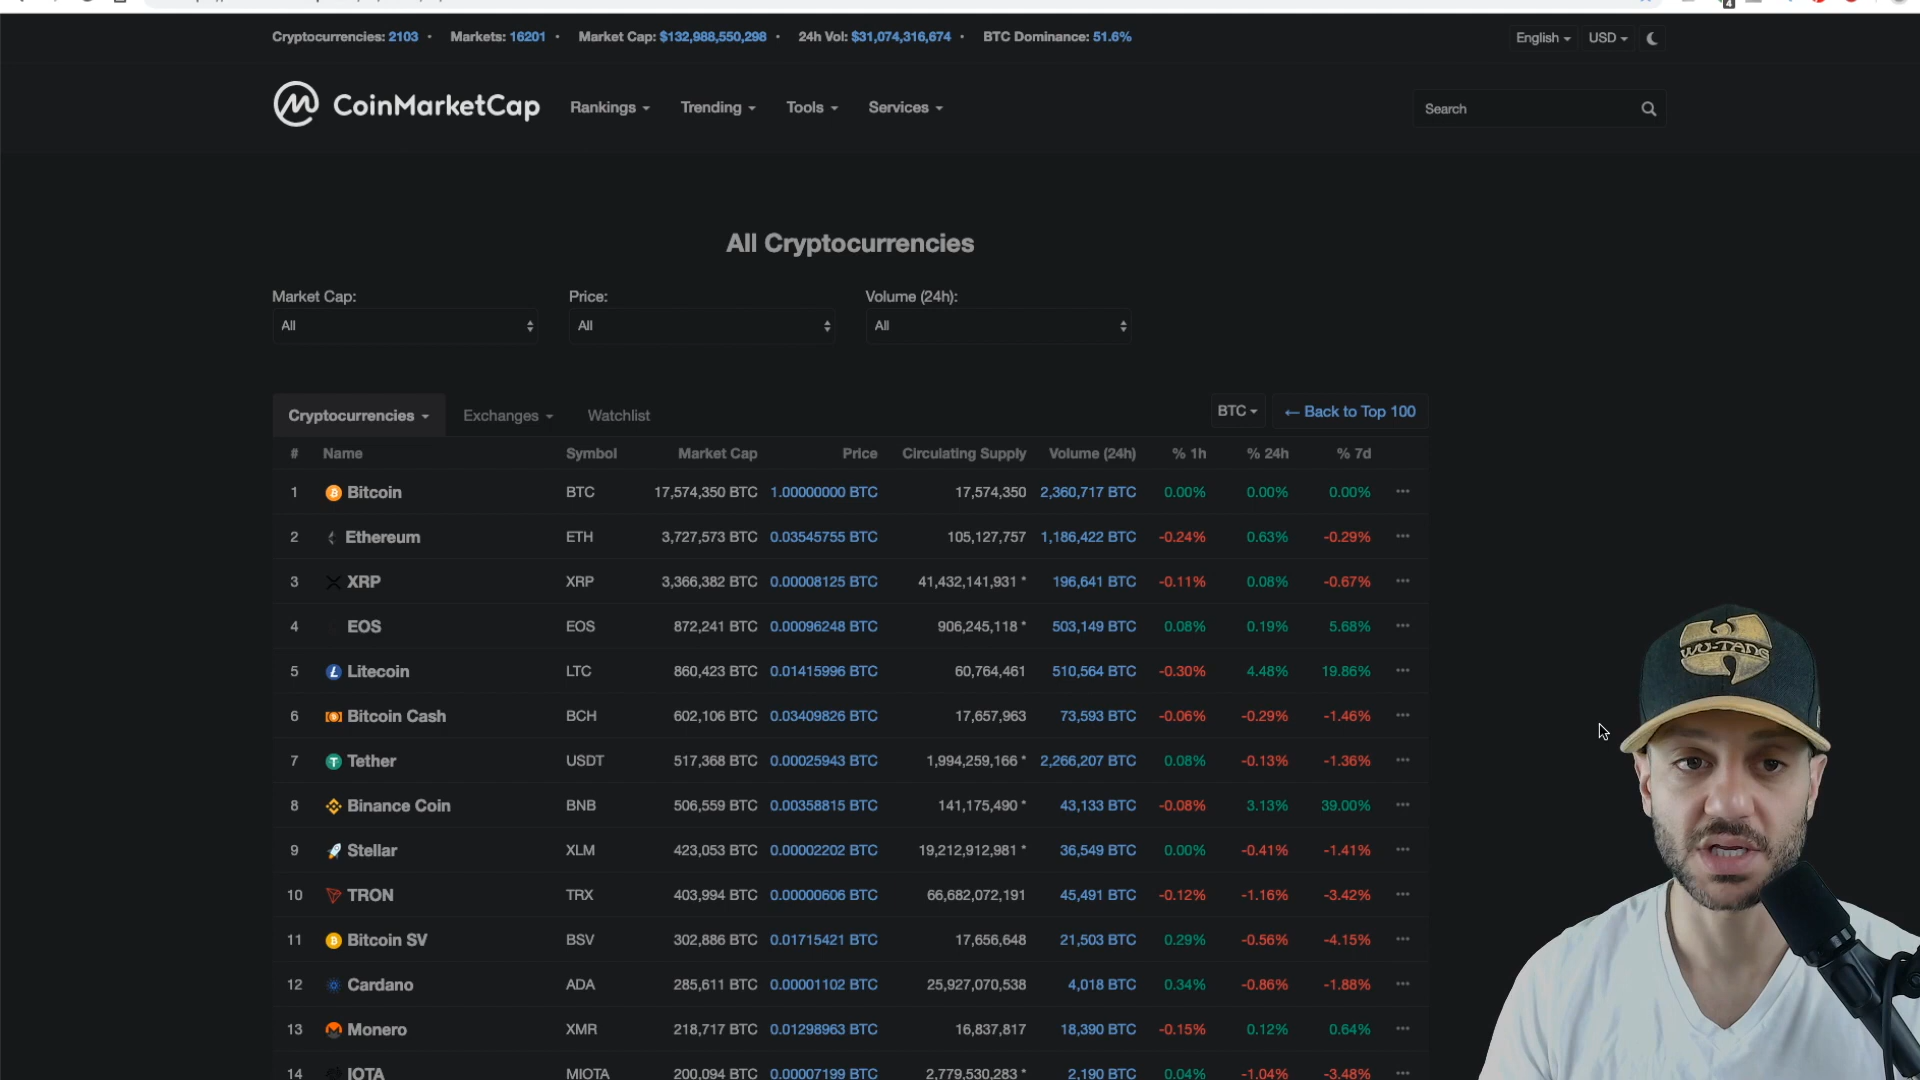 4
Cryptocurrencies: 2103 • Markets: 16201 • Market Cap: $132,988,550,298 • 24h Vol: $31,074,316,674 • BTC Dominance: 51.6%
English USD
CoinMarketCap Rankings Trending Tools Services Search
All Cryptocurrencies
Market Cap: Price: Volume (24h):
All All All
Cryptocurrencies Exchanges Watchlist BTC ← Back to Top 100
# Name Symbol Market Cap Price Circulating Supply Volume (24h) % 1h % 24h % 7d
1 Bitcoin BTC 17,574,350 BTC 1.00000000 BTC 17,574,350 2,360,717 BTC 0.00% 0.00% 0.00% ...
2 Ethereum ETH 3,727,573 BTC 0.03545755 BTC 105,127,757 1,186,422 BTC -0.24% 0.63% -0.29% ...
3 XRP XRP 3,366,382 BTC 0.00008125 BTC 41,432,141,931 * 196,641 BTC -0.11% 0.08% -0.67% ...
4 EOS EOS 872,241 BTC 0.00096248 BTC 906,245,118 * 503,149 BTC 0.08% 0.19% 5.68% ...
5 Litecoin LTC 860,423 BTC 0.01415996 BTC 60,764,461 510,564 BTC -0.30% 4.48% 19.86% ...
6 Bitcoin Cash BCH 602,106 BTC 0.03409826 BTC 17,657,963 73,593 BTC -0.06% -0.29% -1.46% ...
7 Tether USDT 517,368 BTC 0.00025943 BTC 1,994,259,166 * 2,266,207 BTC 0.08% -0.13% -1.36% ...
8 Binance Coin BNB 506,559 BTC 0.00358815 BTC 141,175,490 * 43,133 BTC -0.08% 3.13% 39.00% ...
9 Stellar XLM 423,053 BTC 0.00002202 BTC 19,212,912,981 * 36,549 BTC 0.00% -0.41% -1.41% ...
10 TRON TRX 403,994 BTC 0.00000606 BTC 66,682,072,191 45,491 BTC -0.12% -1.16% -3.42% ...
11 Bitcoin SV BSV 302,886 BTC 0.01715421 BTC 17,656,648 21,503 BTC 0.29% -0.56% -4.15% ...
12 Cardano ADA 285,611 BTC 0.00001102 BTC 25,927,070,538 4,018 BTC 0.34% -0.86% -1.88% ...
13 Monero XMR 218,717 BTC 0.01298963 BTC 16,837,817 18,390 BTC -0.15% 0.12% 0.64% ...
14 IOTA MIOTA 200,094 BTC 0.00007199 BTC 2,779,530,283 * 2,190 BTC 0.04% -1.04% -3.48% ...
WU-TANG